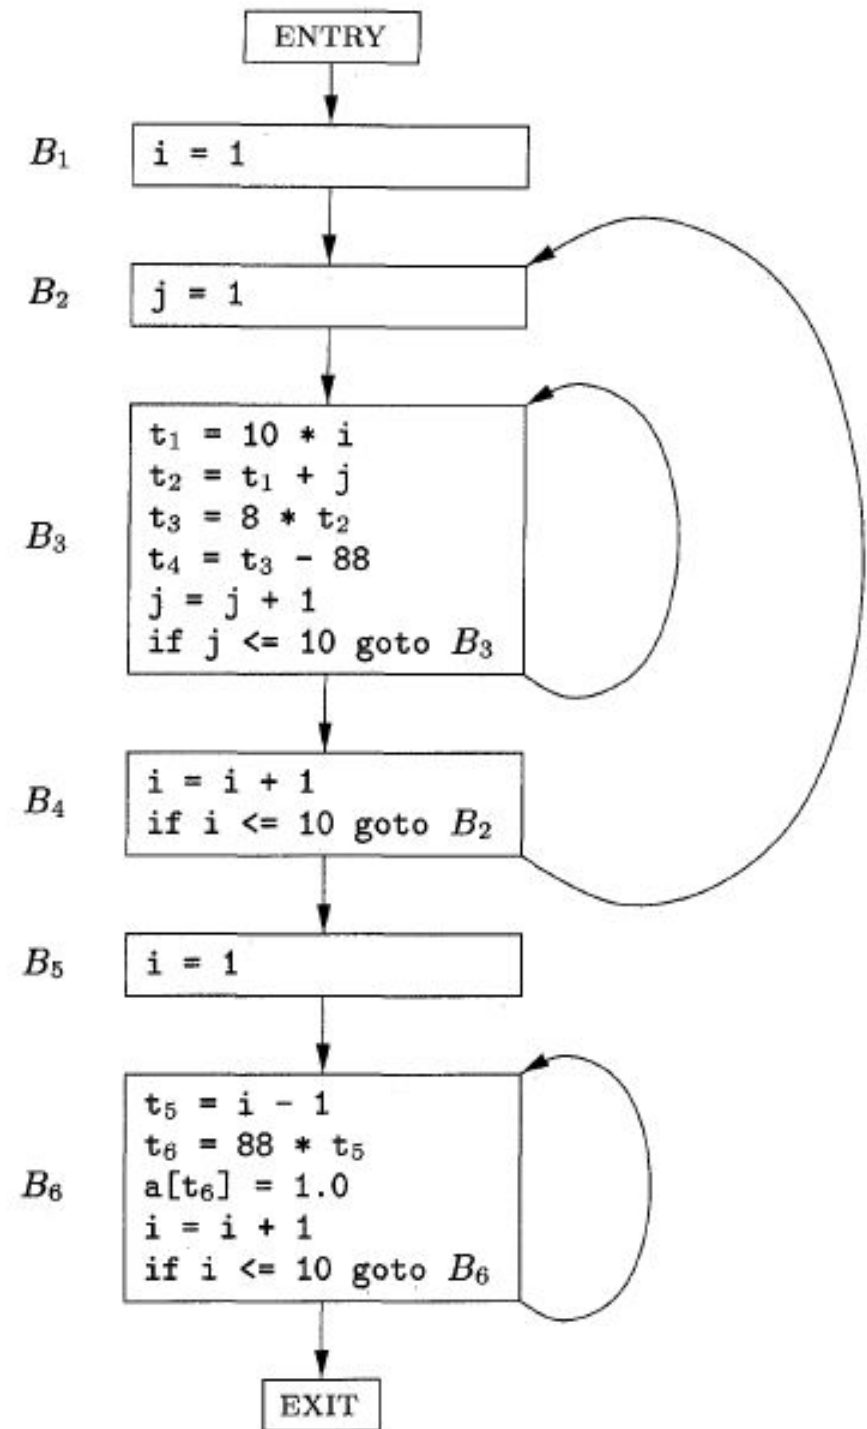 ENTRY
B₁
i = 1
B₂
j = 1
B₃
t₁ = 10 * i
t₂ = t₁ + j
t₃ = 8 * t₂
t₄ = t₃ - 88
j = j + 1
if j <= 10 goto B₃
B₄
i = i + 1
if i <= 10 goto B₂
B₅
i = 1
B₆
t₅ = i - 1
t₆ = 88 * t₅
a[t₆] = 1.0
i = i + 1
if i <= 10 goto B₆
EXIT